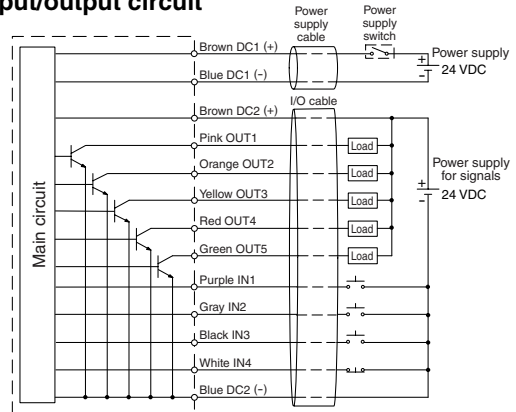 put/output circuit
Power
supply
cable
Power
supply
switch
Brown DC1 (+)
Power supply
+
24 VDC
-
Blue DC1 (-)
I/O cable
Brown DC2 (+)
Pink OUT1
Load
Orange OUT2
Load
Power supply
for signals
Yellow OUT3
Load
+
24 VDC
-
Red OUT4
Load
Green OUT5
Load
Purple IN1
Gray IN2
Black IN3
White IN4
Blue DC2 (-)
Main circuit